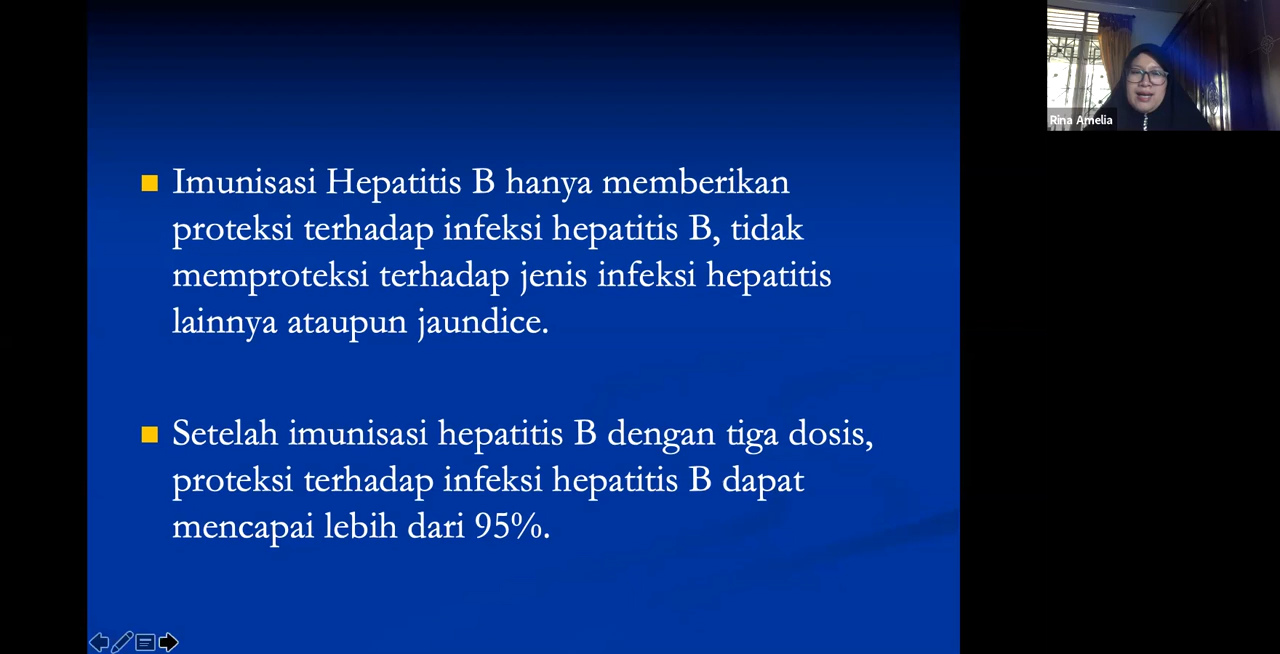 Imunisasi Hepatitis B hanya memberikan
proteksi terhadap infeksi hepatitis B, tidak
memproteksi terhadap jenis infeksi hepatitis
lainnya ataupun jaundice.
Setelah imunisasi hepatitis B dengan tiga dosis,
proteksi terhadap infeksi hepatitis B dapat
mencapai lebih dari 95%.
Rina Amelia